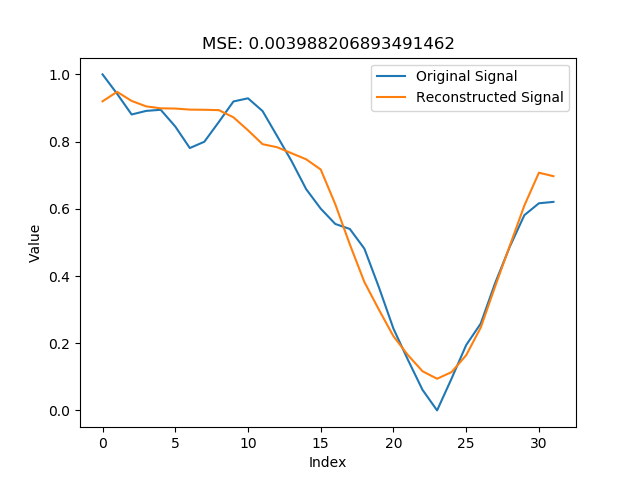 MSE: 0.003988206893491462
Original Signal
Reconstructed Signal
1.0
0.8
0.6
0.4
0.2
0.0
Value
0 5 10 15 20 25 30
Index